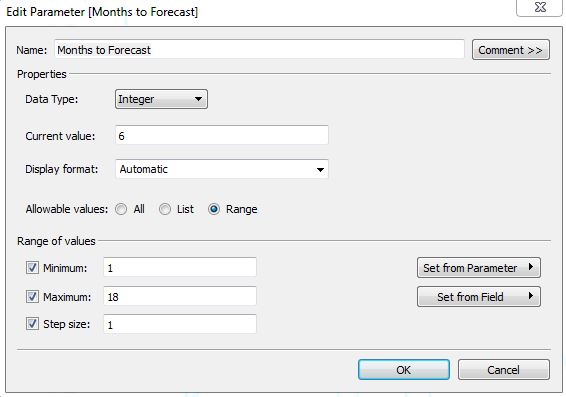 Edit Parameter [Months to Forecast]
Name: Months to Forecast Comment >>
Properties
Data Type: Integer
Current value: 6
Display format: Automatic
Allowable values: All List Range
Range of values
Minimum: 1 Set from Parameter
Maximum: 18 Set from Field
Step size: 1
OK Cancel